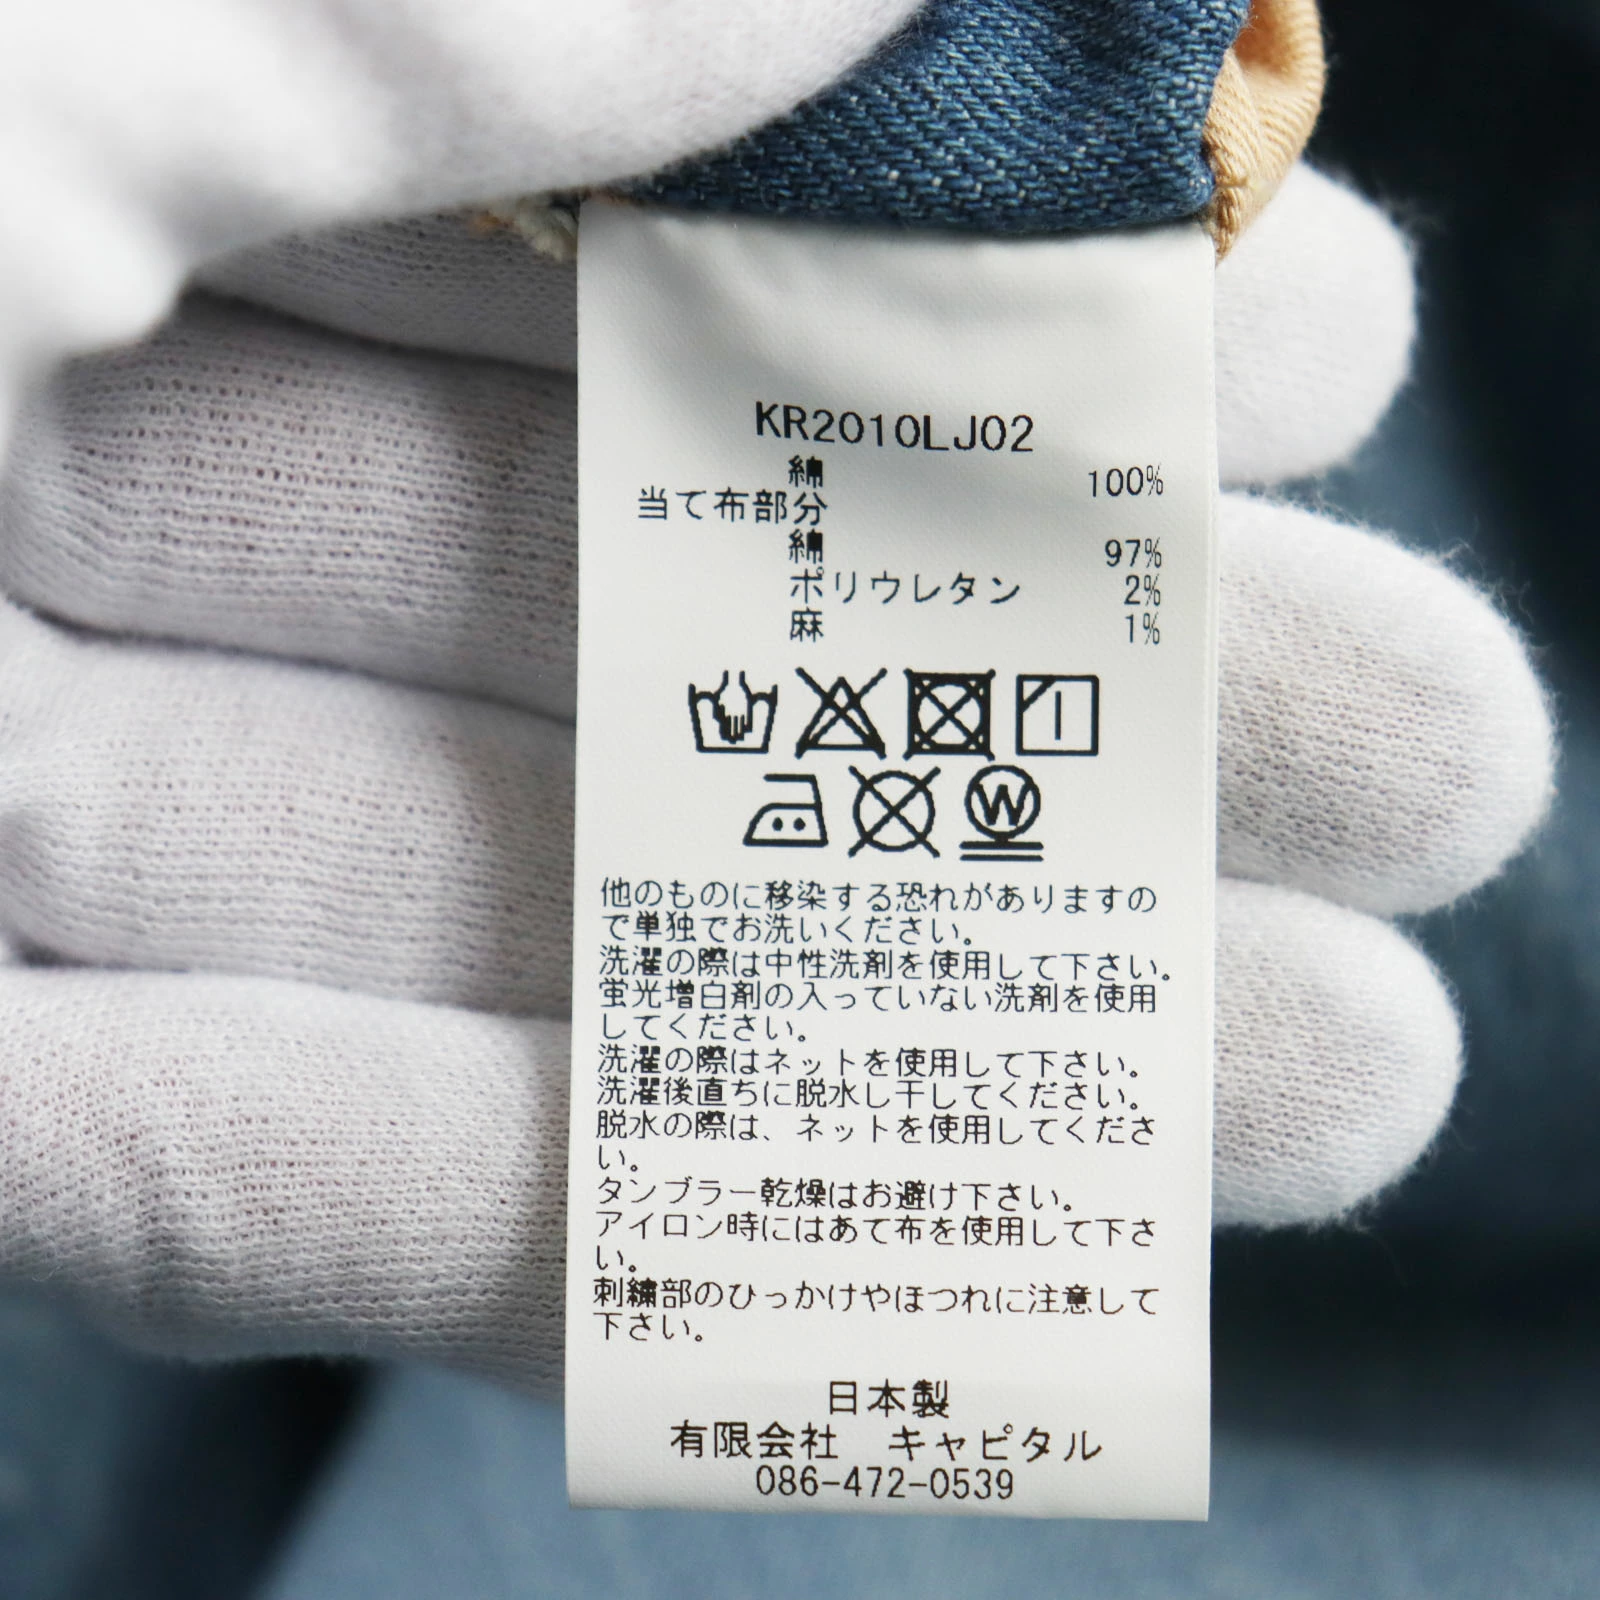 KR2010LJ02
綿 100%
当て布部分
綿 97%
ポリウレタン 2%
麻 1%
W
他のものに移染する恐れがありますの
で単独でお洗いください。
洗濯の際は中性洗剤を使用して下さい。
蛍光増白剤の入っていない洗剤を使用
してください。
洗濯の際はネットを使用して下さい。
洗濯後直ちに脱水し干してください。
脱水の際は、ネットを使用してくださ
い。
タンブラー乾燥はお避け下さい。
アイロン時にはあて布を使用して下さ
い。
刺繍部のひっかけやほつれに注意して
下さい。
日本製
有限会社 キャピタル
086-472-0539